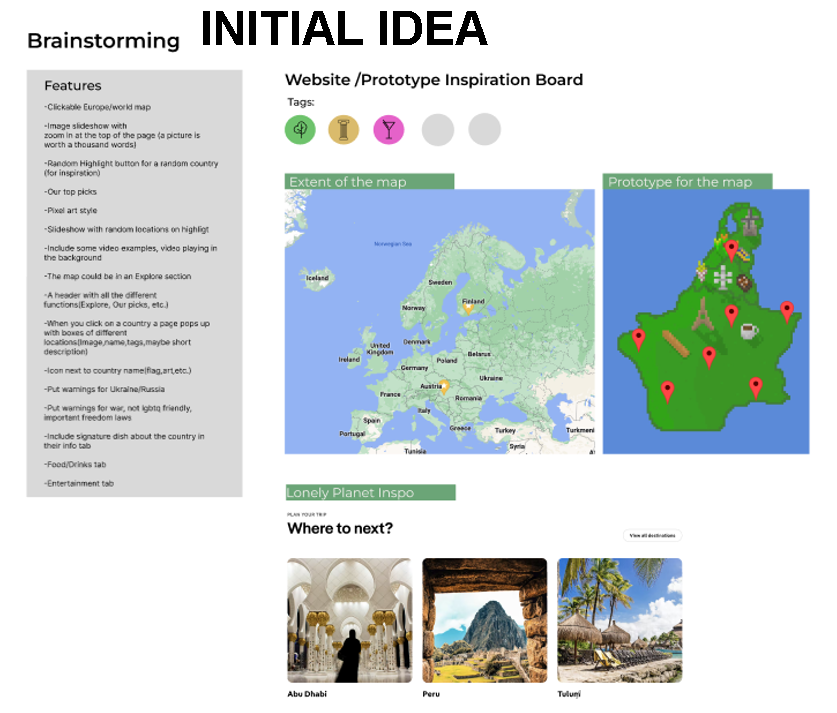 INITIAL IDEA
Brainstorming
Features
-Clickable Europe/world map
-Image slideshow with
zoom in at the top of the page (a picture is
worth a thousand words)
-Random Highlight button for a random country
(for inspiration)
-Our top picks
-Pixel art style
-Slideshow with random locations on highligt
-Include some video examples, video playing in
the background
-The map could be in an Explore section
-A header with all the different
functions(Explore, Our picks, etc.)
-When you click on a country a page pops up
with boxes of different
locations(Image,name,tags,maybe short
description)
-Icon next to country name(flag,art,etc.)
-Put warnings for Ukraine/Russia
-Put warnings for war, not lgbtq friendly,
important freedom laws
-Include signature dish about the country in
their info tab
-Food/Drinks tab
-Entertainment tab
Website /Prototype Inspiration Board
Tags:
Extent of the map
Norwegian Sea
Iceland
Sweden
Finland
Norway
Denmark
United
Kingdom
Ireland
Belarus
Poland
Germany
Ukraine
Austria
France
Romania
Italy
Spain
Portugal
Greece
Turkey
Turkmeni
Syria
Tunisia
Prototype for the map
Lonely Planet Inspo
PLAN YOUR TRIP
Where to next?
View all destinations
Abu Dhabi
Peru